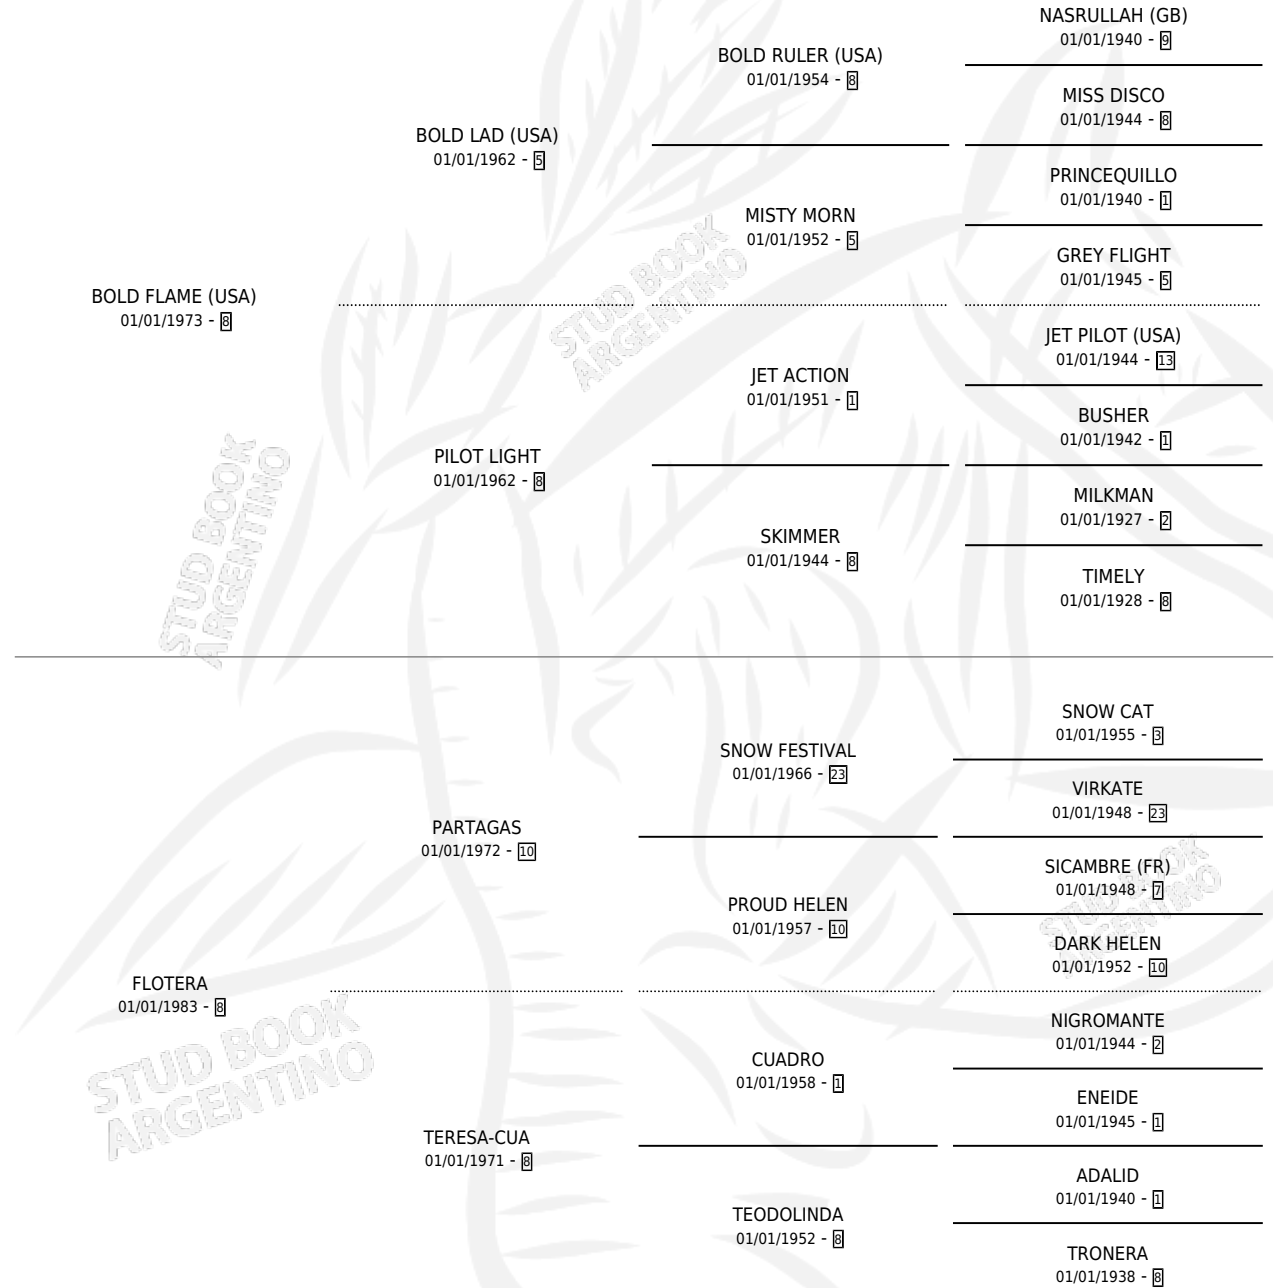 NASRULLAH (GB)
01/01/1940 - 9
BOLD RULER (USA)
01/01/1954 - 8
MISS DISCO
01/01/1944 - 8
BOLD LAD (USA)
01/01/1962 - 5
PRINCEQUILLO
01/01/1940 - 1
MISTY MORN
01/01/1952 - 5
GREY FLIGHT
01/01/1945 - 5
BOLD FLAME (USA)
01/01/1973 - 8
JET PILOT (USA)
01/01/1944 - 13
JET ACTION
01/01/1951 - 1
BUSHER
01/01/1942 - 1
PILOT LIGHT
01/01/1962 - 8
MILKMAN
01/01/1927 - 2
SKIMMER
01/01/1944 - 8
TIMELY
01/01/1928 - 8
SNOW CAT
01/01/1955 - 3
SNOW FESTIVAL
01/01/1966 - 23
VIRKATE
01/01/1948 - 23
PARTAGAS
01/01/1972 - 10
SICAMBRE (FR)
01/01/1948 - 7
PROUD HELEN
01/01/1957 - 10
DARK HELEN
01/01/1952 - 10
FLOTERA
01/01/1983 - 8
NIGROMANTE
01/01/1944 - 2
CUADRO
01/01/1958 - 1
ENEIDE
01/01/1945 - 1
TERESA-CUA
01/01/1971 - 8
ADALID
01/01/1940 - 1
TEODOLINDA
01/01/1952 - 8
TRONERA
01/01/1938 - 8
STUD BOOK
ARGENTINO
STUD BOOK
ARGENTINO
STUD BOOK
ARGENTINO
STUD BOOK
ARGENTINO